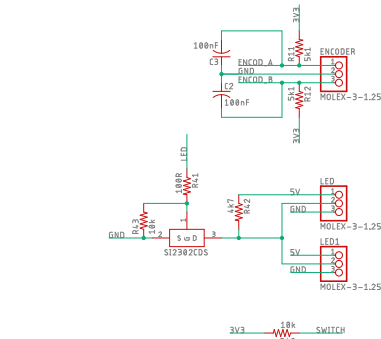 3V3
100nF
C3
R11
5k1
ENCODER
ENCOD_A
GND
ENCOD_B
1
2
3
MOLEX-3-1.25
C2
100nF
5k1
R12
3V3
LED
100R
R41
R43
10k
GND
2
1
S G D
3
SI2302CDS
4k7
R42
LED
5V
GND
1
2
3
MOLEX-3-1.25
LED1
5V
GND
1
2
3
MOLEX-3-1.25
3V3
10k
SWITCH